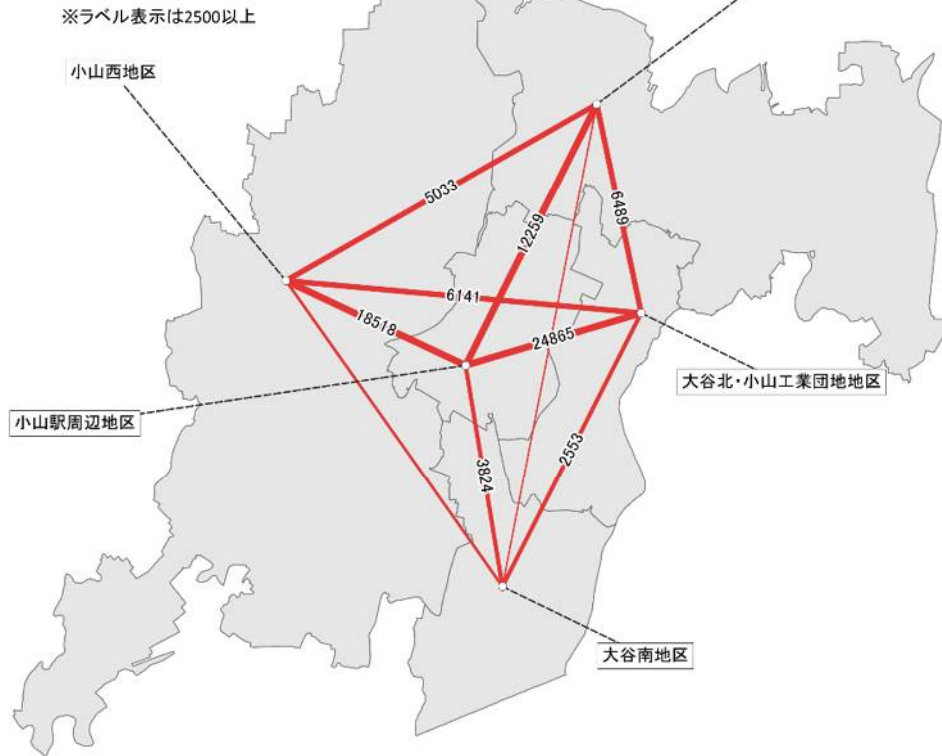 ※ラベル表示は2500以上
小山西地区
5033
12259
6489
6141
18518
24865
大谷北・小山工業団地地区
小山駅周辺地区
3824
2553
大谷南地区